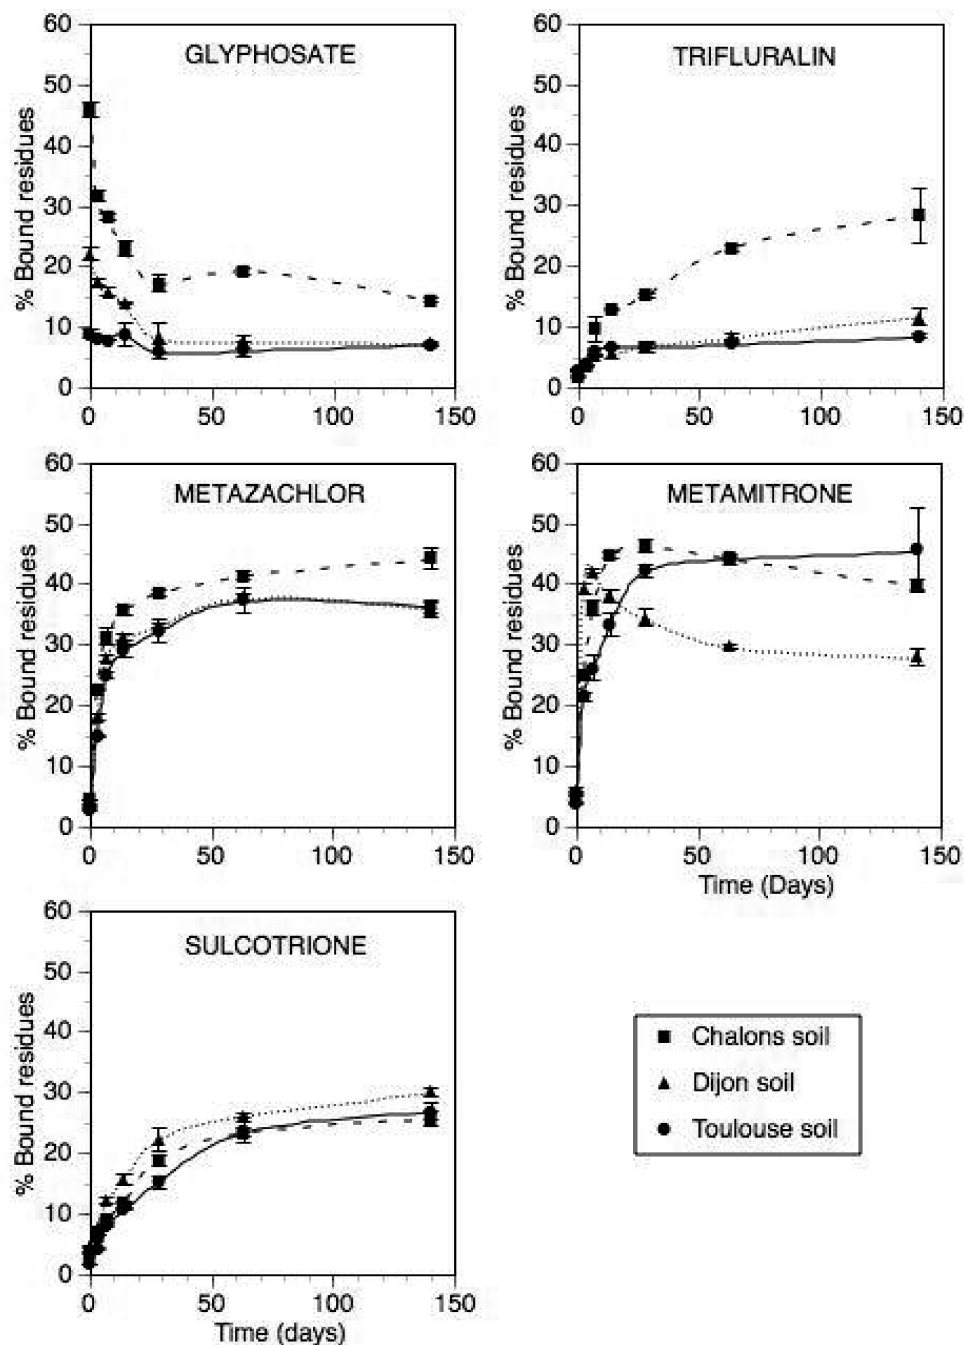 GLYPHOSATE
% Bound residues
60
50
40
30
20
10
0
0 50 100 150
TRIFLURALIN
% Bound residues
60
50
40
30
20
10
0
0 50 100 150
METAZACHLOR
% Bound residues
60
50
40
30
20
10
0
0 50 100 150
METAMITRONE
% Bound residues
60
50
40
30
20
10
0
0 50 100 150
Time (Days)
SULCOTRIONE
% Bound residues
60
50
40
30
20
10
0
0 50 100 150
Time (days)
Chalons soil
Dijon soil
Toulouse soil